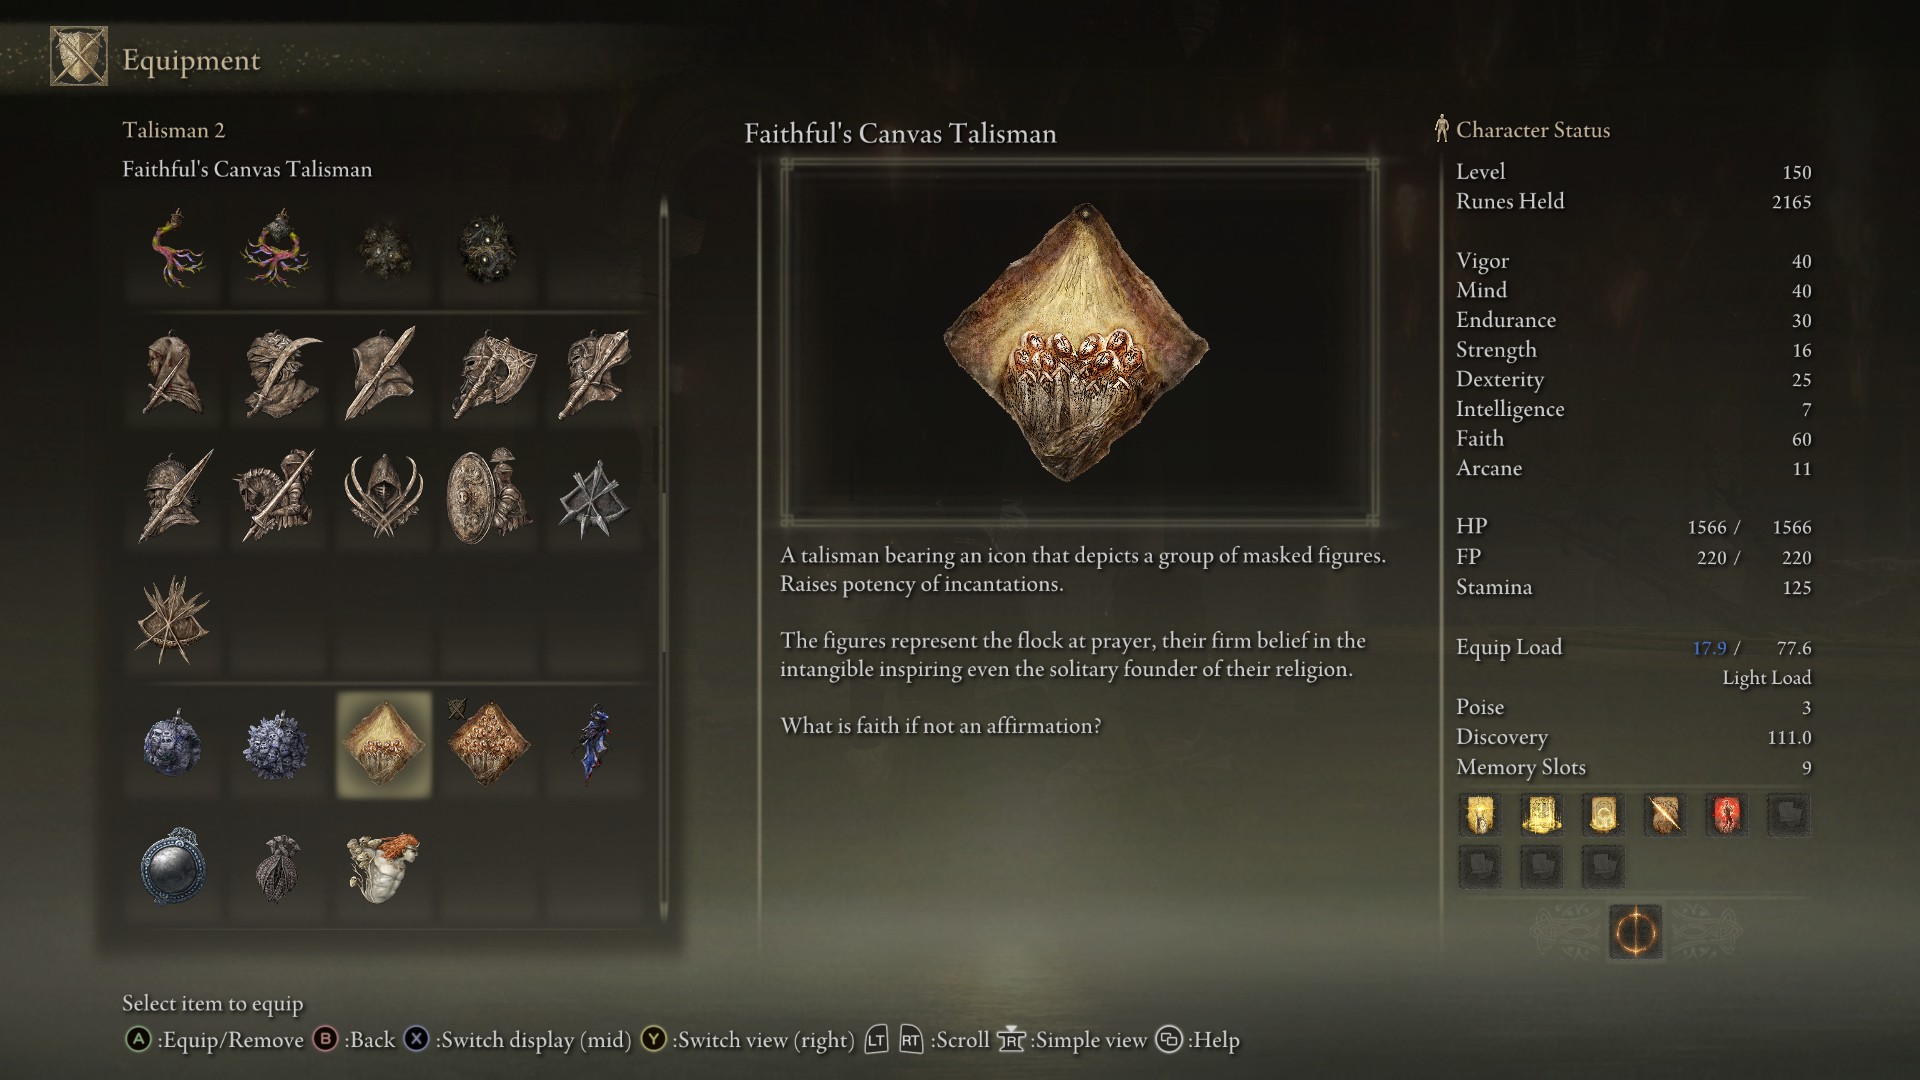 Equipment
Talisman 2
Faithful's Canvas Talisman
Faithful's Canvas Talisman
A talisman bearing an icon that depicts a group of masked figures.
Raises potency of incantations.
The figures represent the flock at prayer, their firm belief in the
intangible inspiring even the solitary founder of their religion.
What is faith if not an affirmation?
Character Status
Level 150
Runes Held 2165
Vigor 40
Mind 40
Endurance 30
Strength 16
Dexterity 25
Intelligence 7
Faith 60
Arcane 11
HP 1566 / 1566
FP 220 / 220
Stamina 125
Equip Load 17.9 / 77.6
Light Load
Poise 3
Discovery 111.0
Memory Slots 9
Select item to equip
A :Equip/Remove B :Back X :Switch display (mid) Y :Switch view (right) LT RT :Scroll R :Simple view :Help